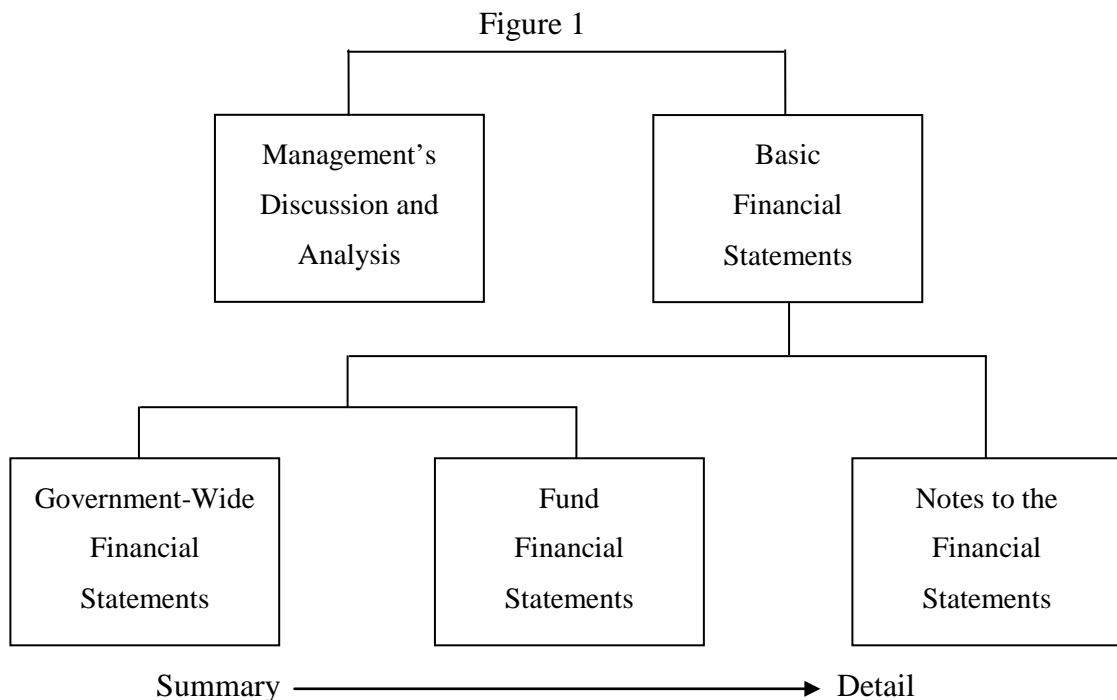 Figure 1
Management’s
Discussion and
Analysis
Basic
Financial
Statements
Government-Wide
Financial
Statements
Fund
Financial
Statements
Notes to the
Financial
Statements
Summary
Detail